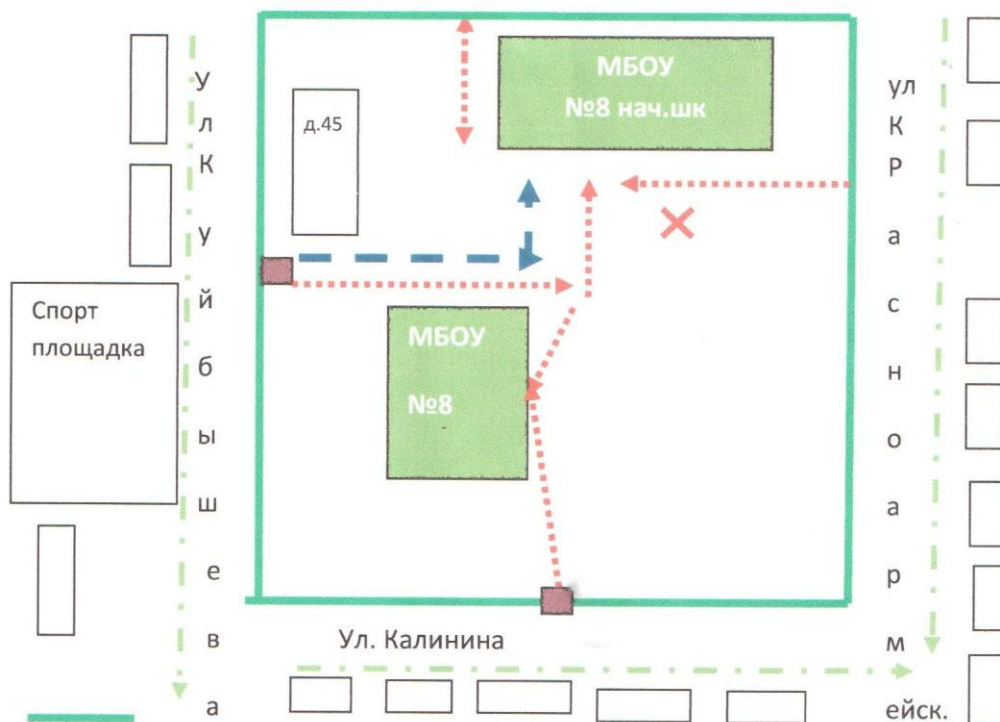 Ул Куйбышева
д.45
МБОУ
№8 нач.шк
ул КРасноармейск.
Спорт
площадка
МБОУ
№8
Ул. Калинина